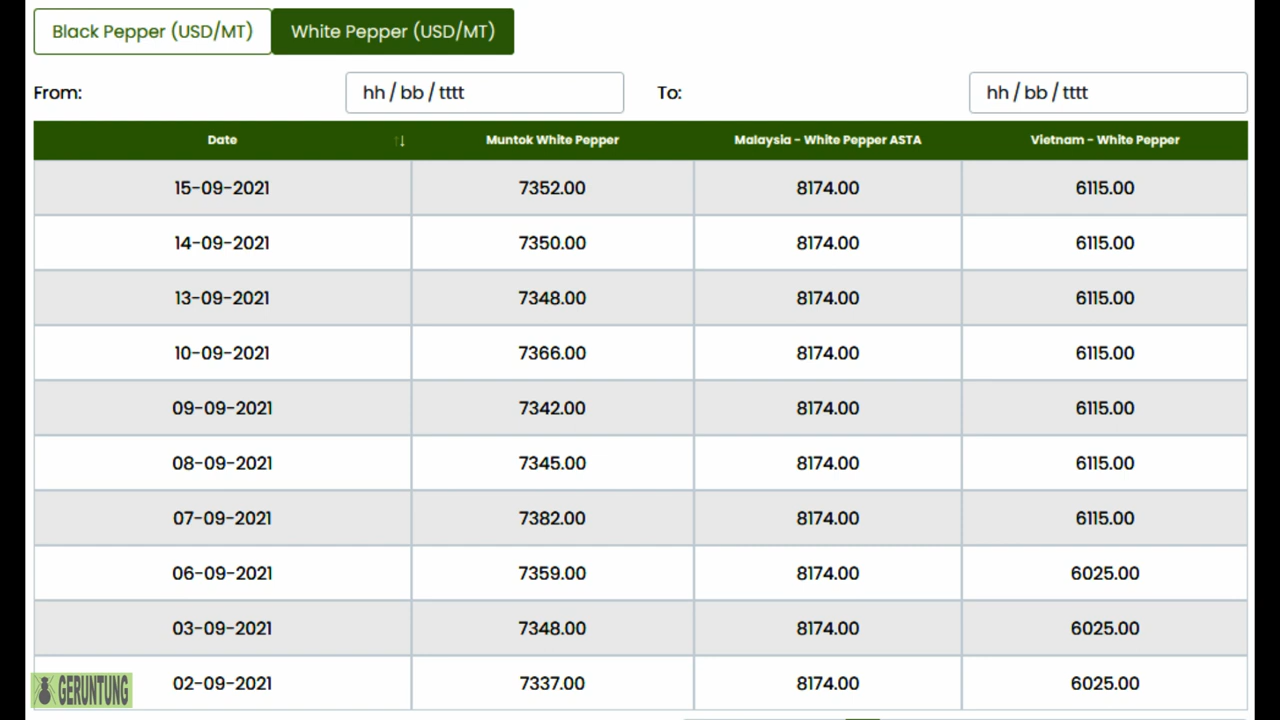 Black Pepper (USD/MT) White Pepper (USD/MT)
From: hh / bb / tttt To: hh / bb / tttt
Date ↑↓ Muntok White Pepper Malaysia - White Pepper ASTA Vietnam - White Pepper
15-09-2021 7352.00 8174.00 6115.00
14-09-2021 7350.00 8174.00 6115.00
13-09-2021 7348.00 8174.00 6115.00
10-09-2021 7366.00 8174.00 6115.00
09-09-2021 7342.00 8174.00 6115.00
08-09-2021 7345.00 8174.00 6115.00
07-09-2021 7382.00 8174.00 6115.00
06-09-2021 7359.00 8174.00 6025.00
03-09-2021 7348.00 8174.00 6025.00
02-09-2021 7337.00 8174.00 6025.00
GERUNTUNG